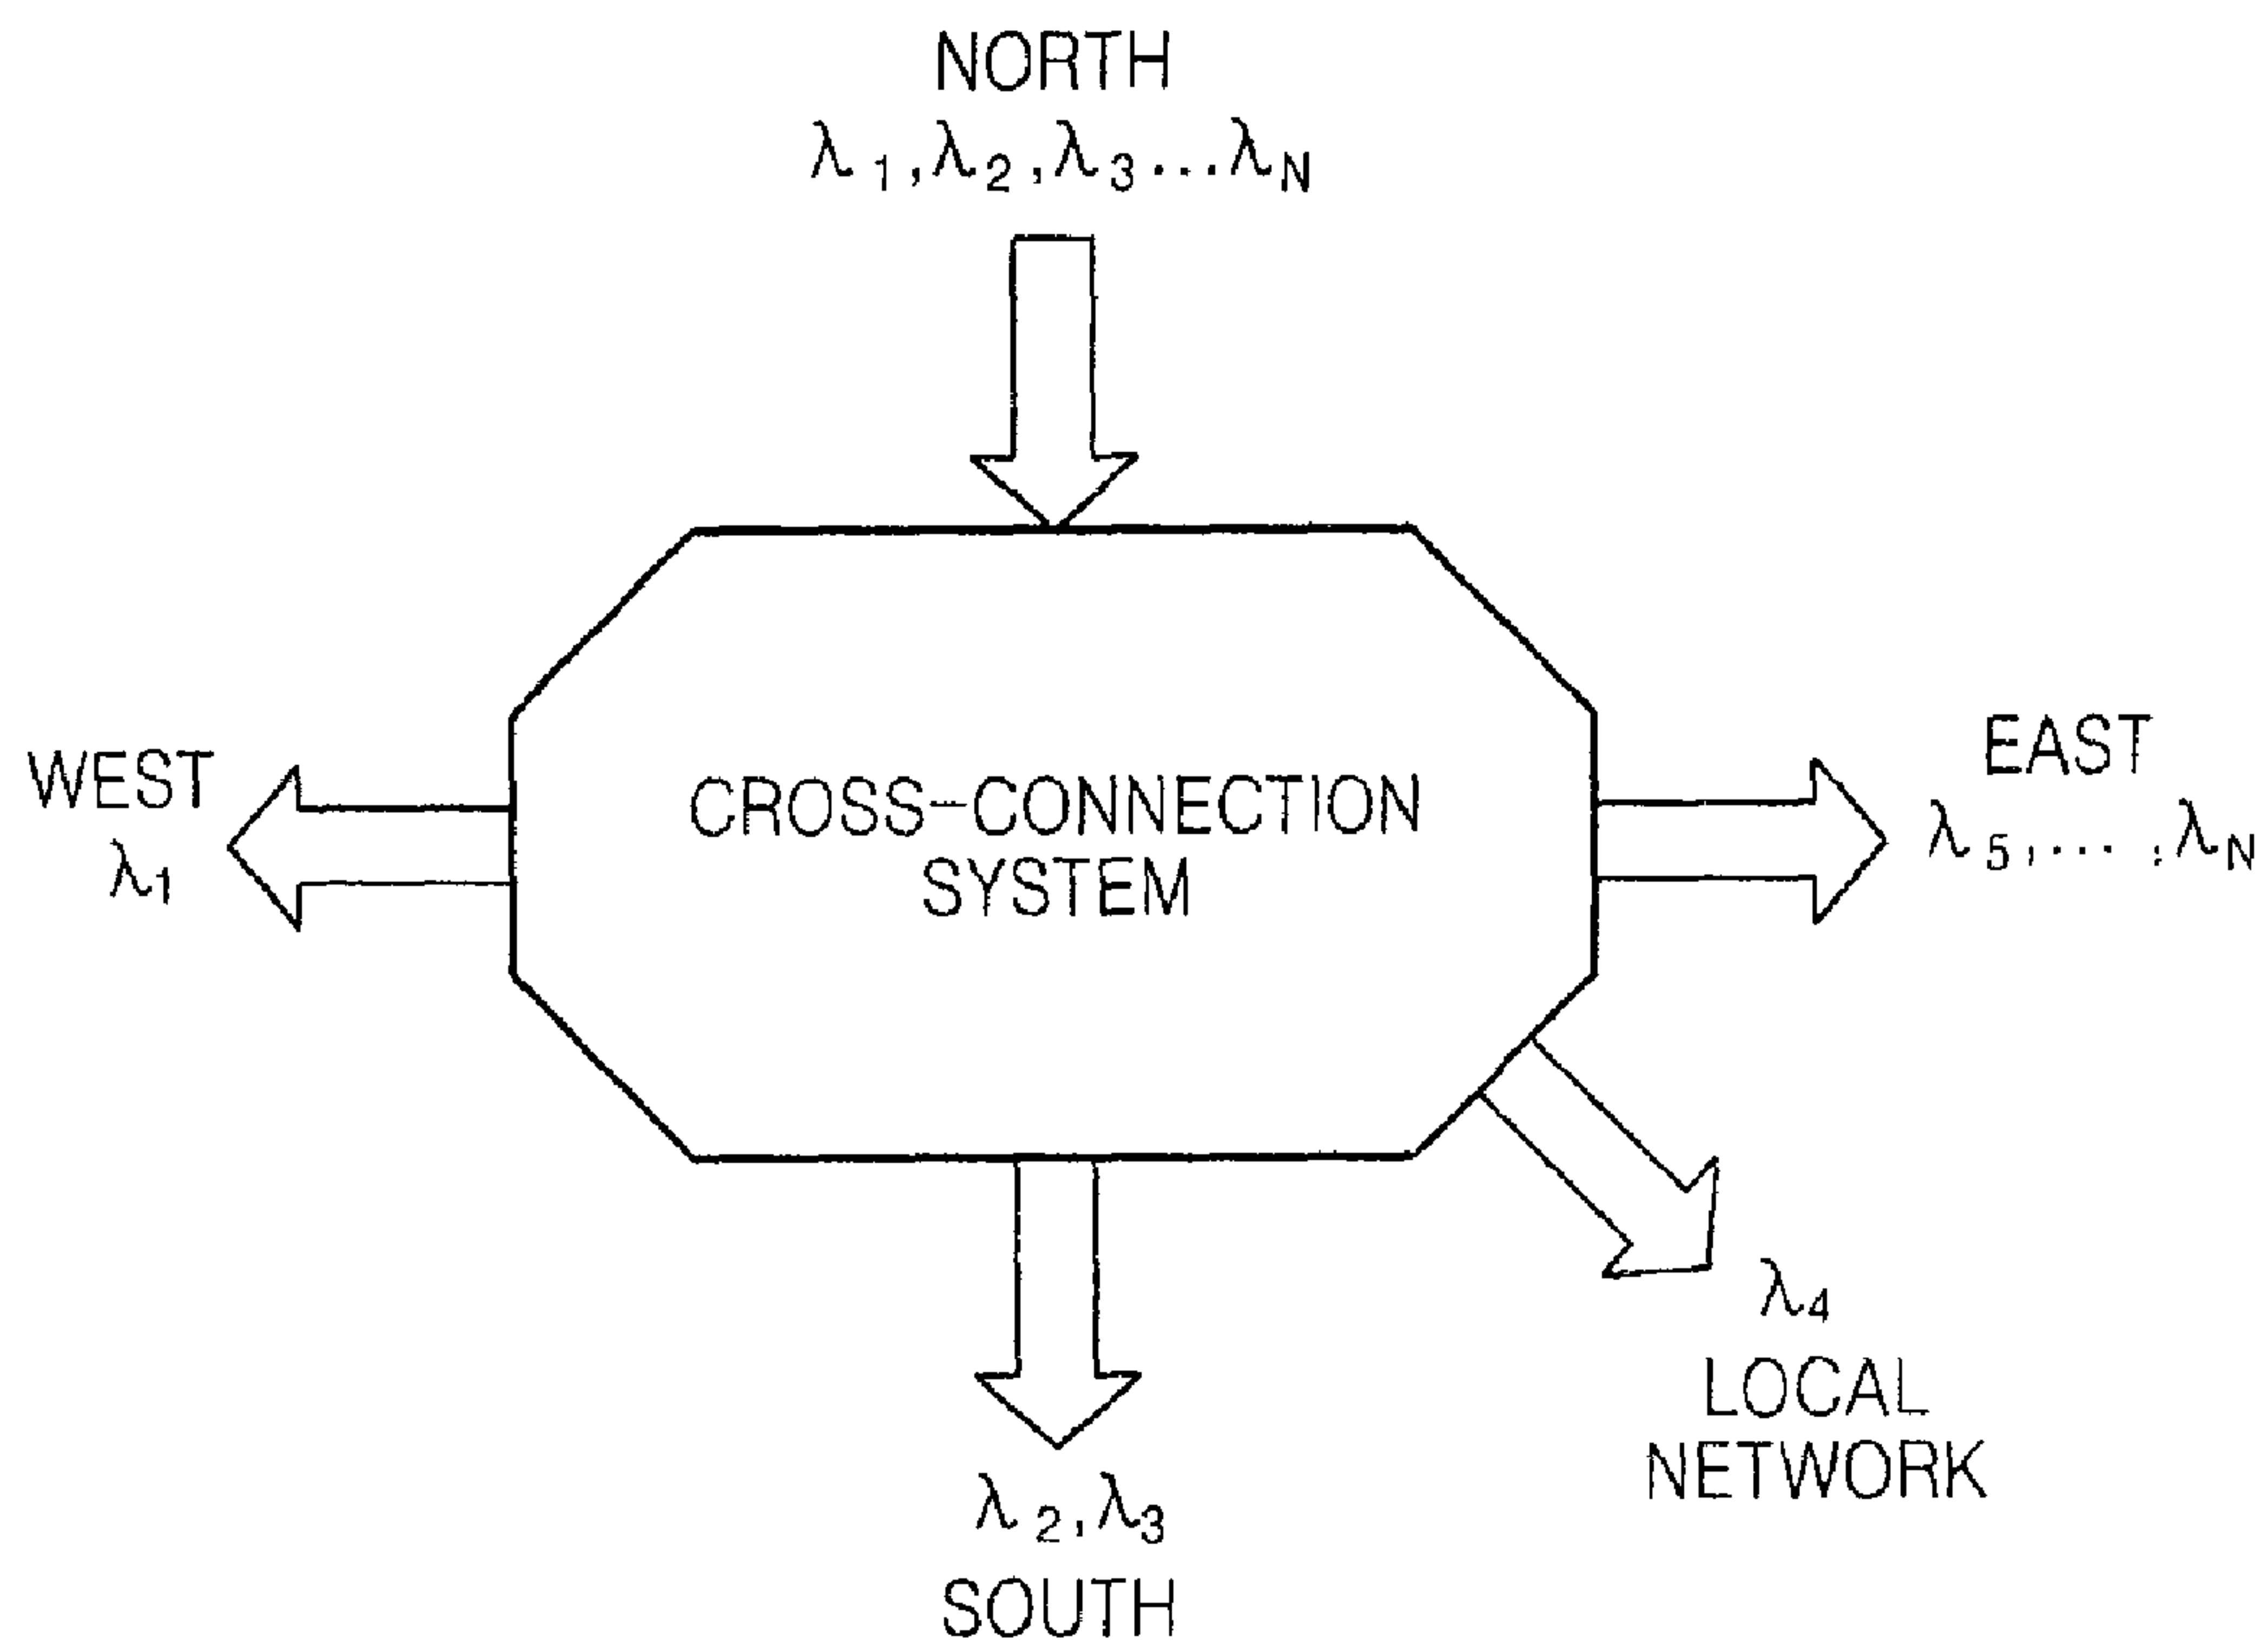 NORTH
λ1,λ2,λ3...λN
WEST
λ1
CROSS-CONNECTION
SYSTEM
EAST
λ5,... ,λN
λ4
LOCAL
NETWORK
λ2,λ3
SOUTH